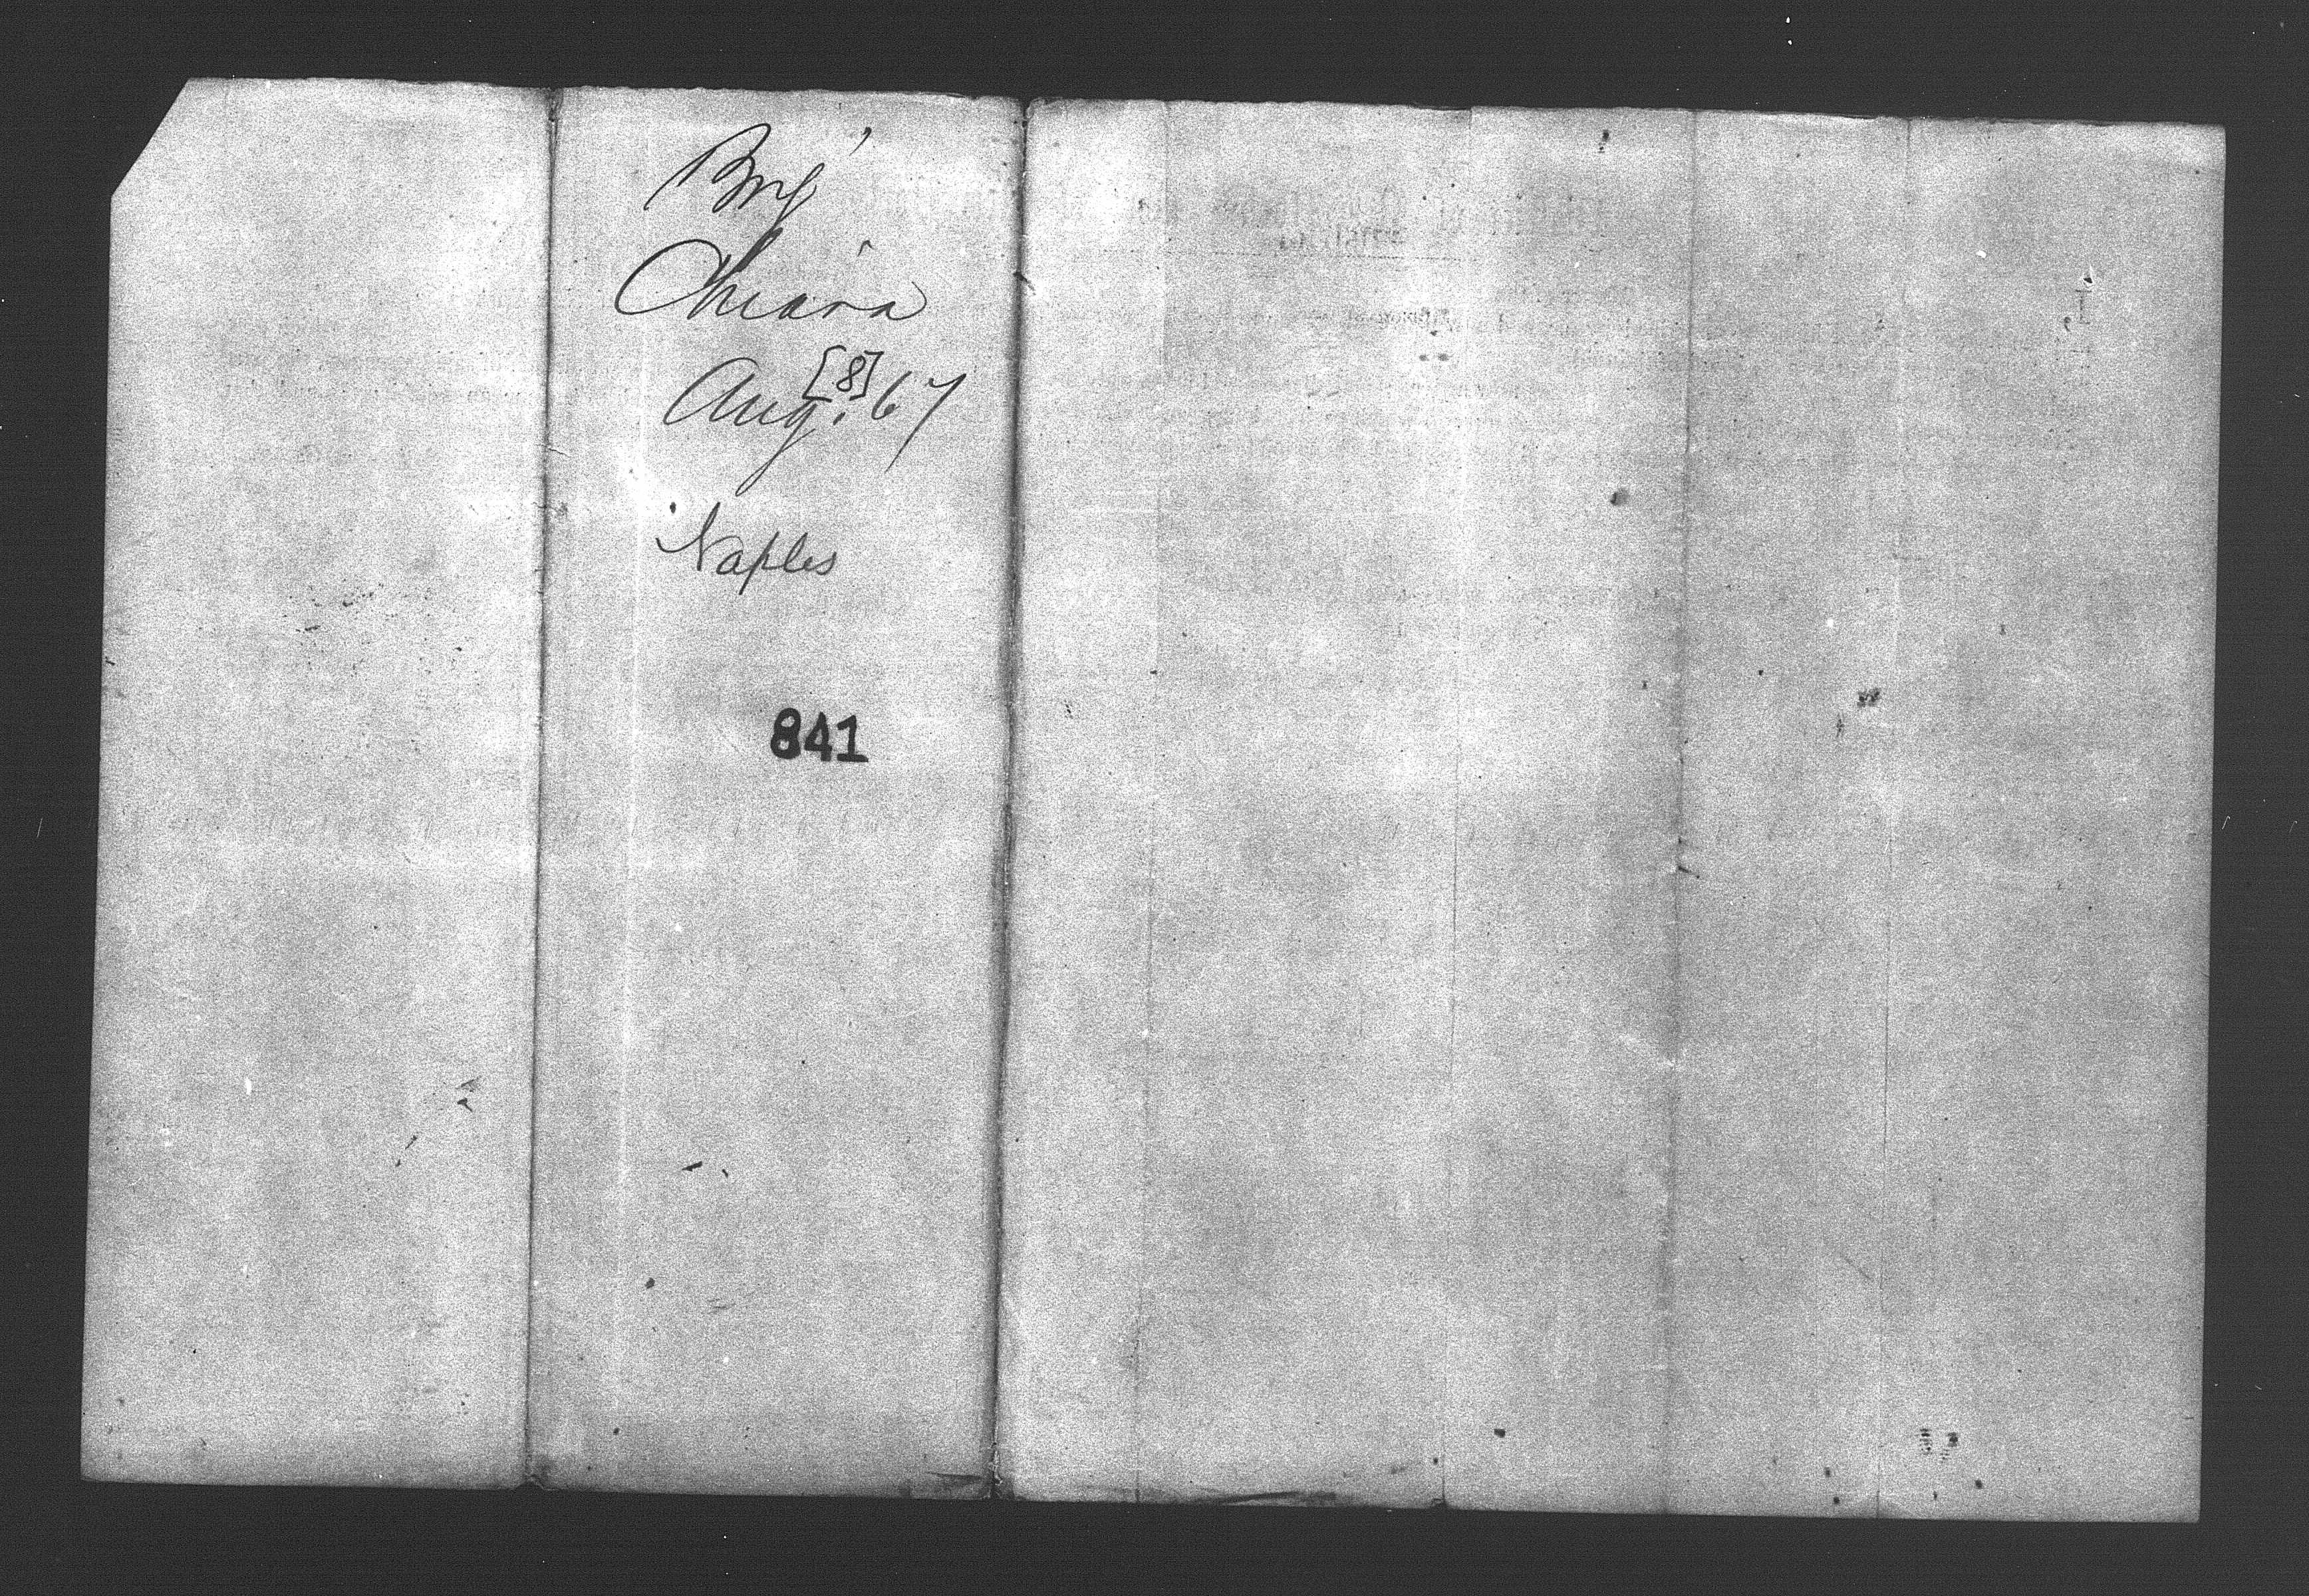 Brig
Chiara
Aug. [8] 67
Naples
841